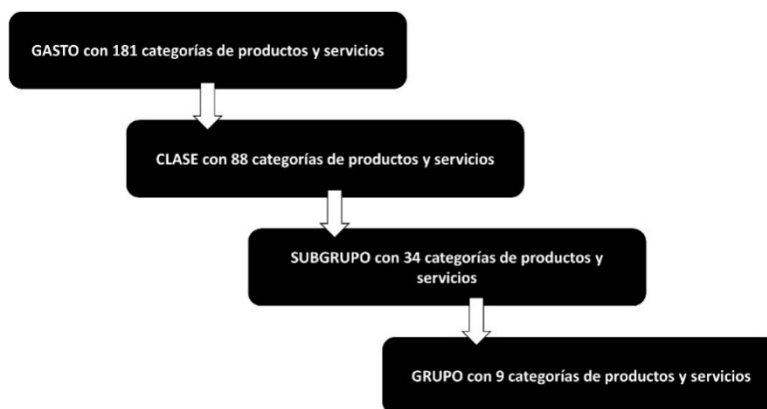 GASTO con 181 categorías de productos y servicios
CLASE con 88 categorías de productos y servicios
SUBGRUPO con 34 categorías de productos y
servicios
GRUPO con 9 categorías de productos y servicios